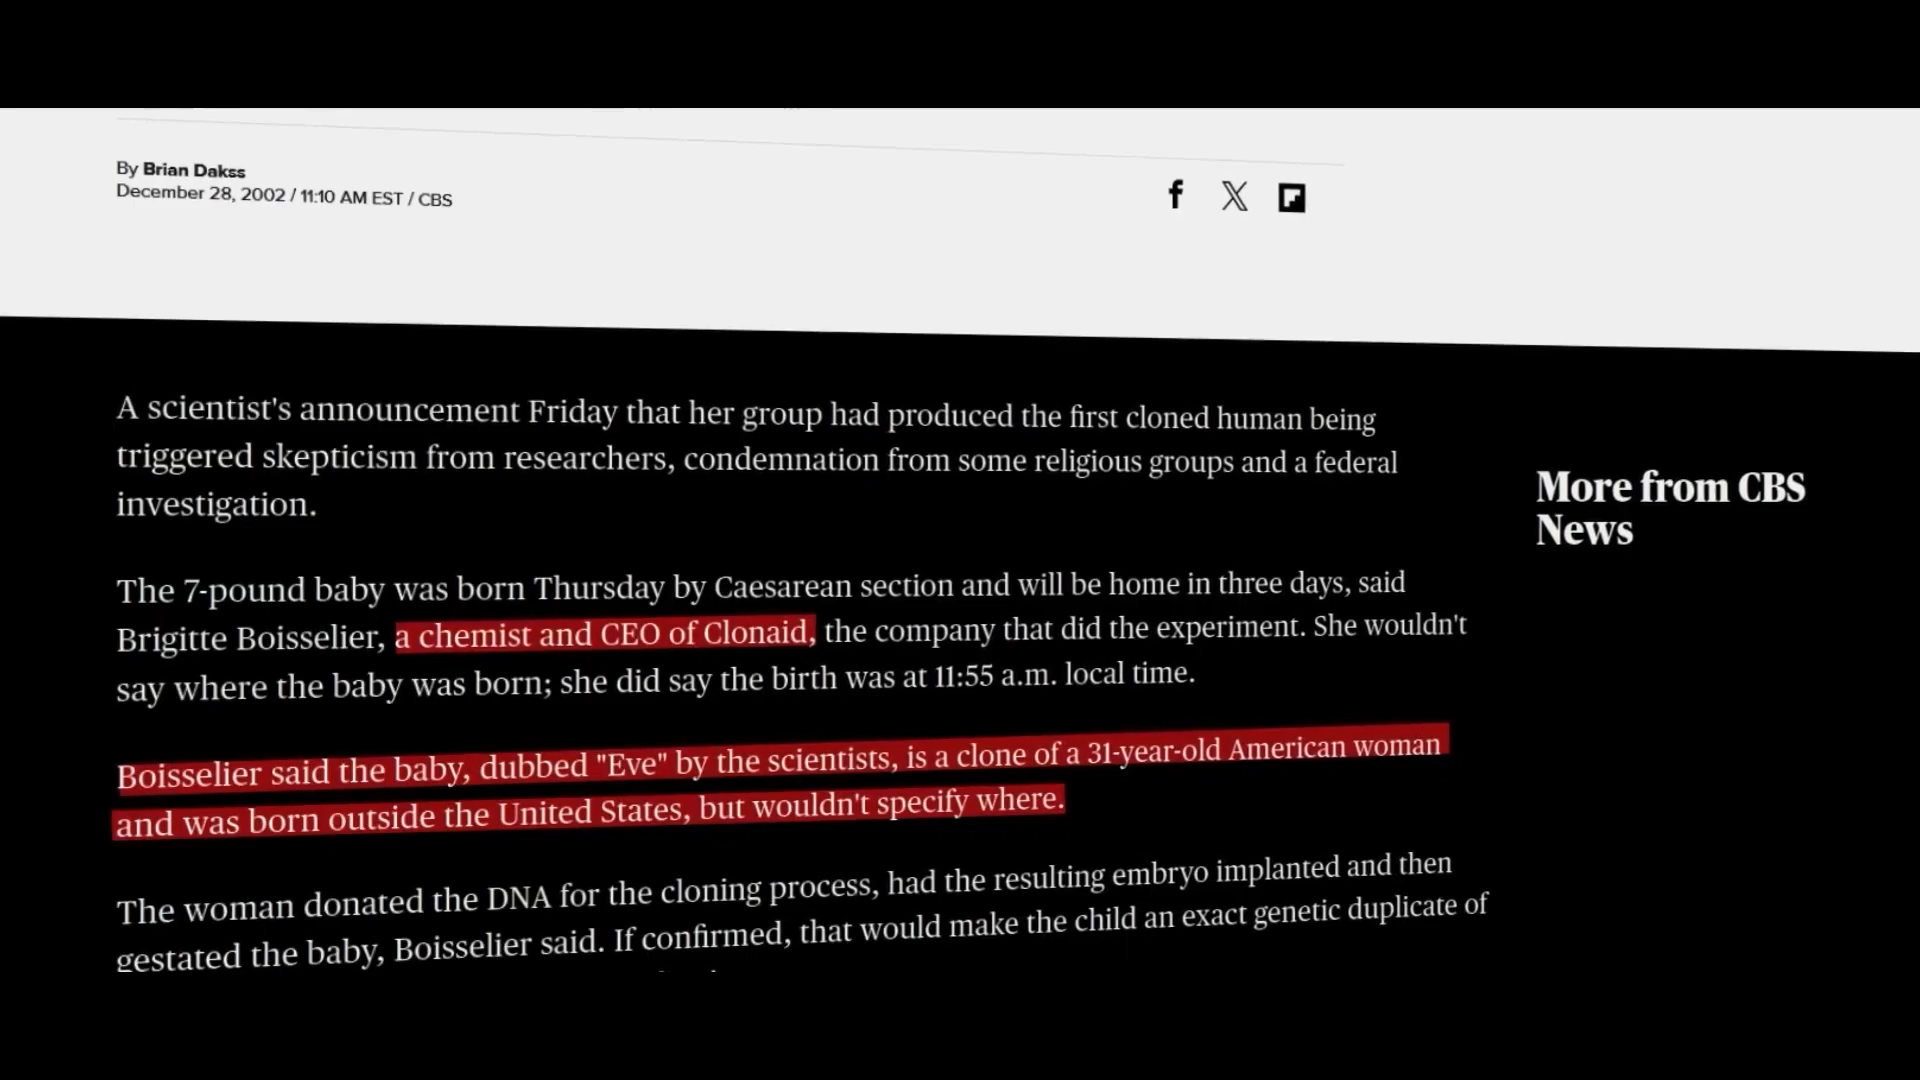 By Brian Dakss
December 28, 2002 / 11:10 AM EST / CBS
A scientist's announcement Friday that her group had produced the first cloned human being
triggered skepticism from researchers, condemnation from some religious groups and a federal
investigation.
The 7-pound baby was born Thursday by Caesarean section and will be home in three days, said
Brigitte Boisselier, a chemist and CEO of Clonaid, the company that did the experiment. She wouldn't
say where the baby was born; she did say the birth was at 11:55 a.m. local time.
Boisselier said the baby, dubbed "Eve" by the scientists, is a clone of a 31-year-old American woman
and was born outside the United States, but wouldn't specify where.
The woman donated the DNA for the cloning process, had the resulting embryo implanted and then
gestated the baby, Boisselier said. If confirmed, that would make the child an exact genetic duplicate of
More from CBS
News